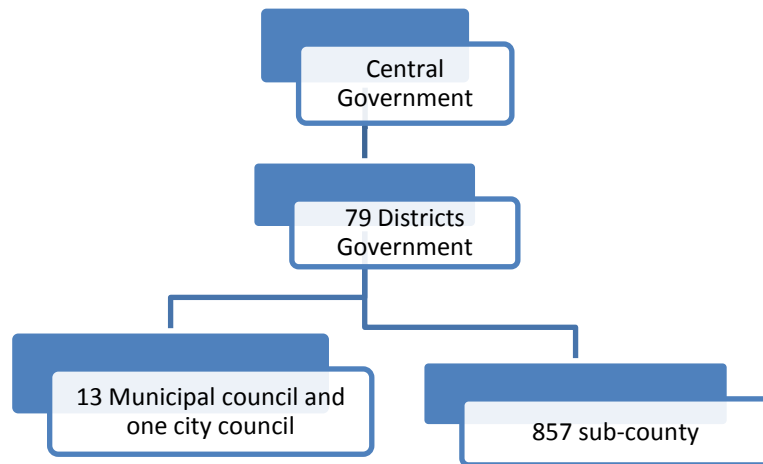 Central
Government
79 Districts
Government
13 Municipal council and
one city council
857 sub-county